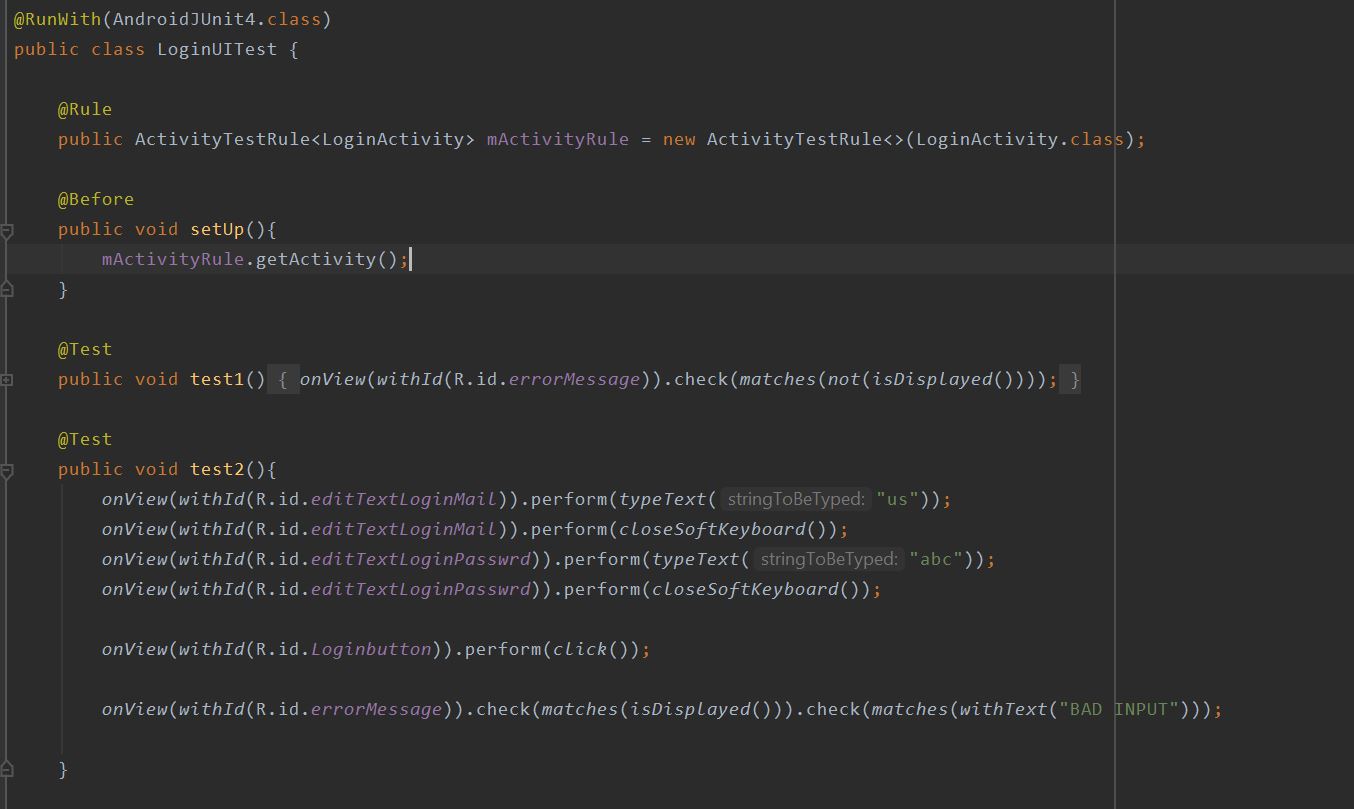 @RunWith(AndroidJUnit4.class)
public class LoginUITest {
@Rule
public ActivityTestRule<LoginActivity> mActivityRule = new ActivityTestRule<>(LoginActivity.class);
@Before
public void setUp(){
mActivityRule.getActivity();
}
@Test
public void test1() { onView(withId(R.id.errorMessage)).check(matches(not(isDisplayed()))); }
@Test
public void test2(){
onView(withId(R.id.editTextLoginMail)).perform(typeText( stringToBeTyped: "us"));
onView(withId(R.id.editTextLoginMail)).perform(closeSoftKeyboard());
onView(withId(R.id.editTextLoginPasswrd)).perform(typeText( stringToBeTyped: "abc"));
onView(withId(R.id.editTextLoginPasswrd)).perform(closeSoftKeyboard());
onView(withId(R.id.Loginbutton)).perform(click());
onView(withId(R.id.errorMessage)).check(matches(isDisplayed())).check(matches(withText("BAD INPUT")));
}